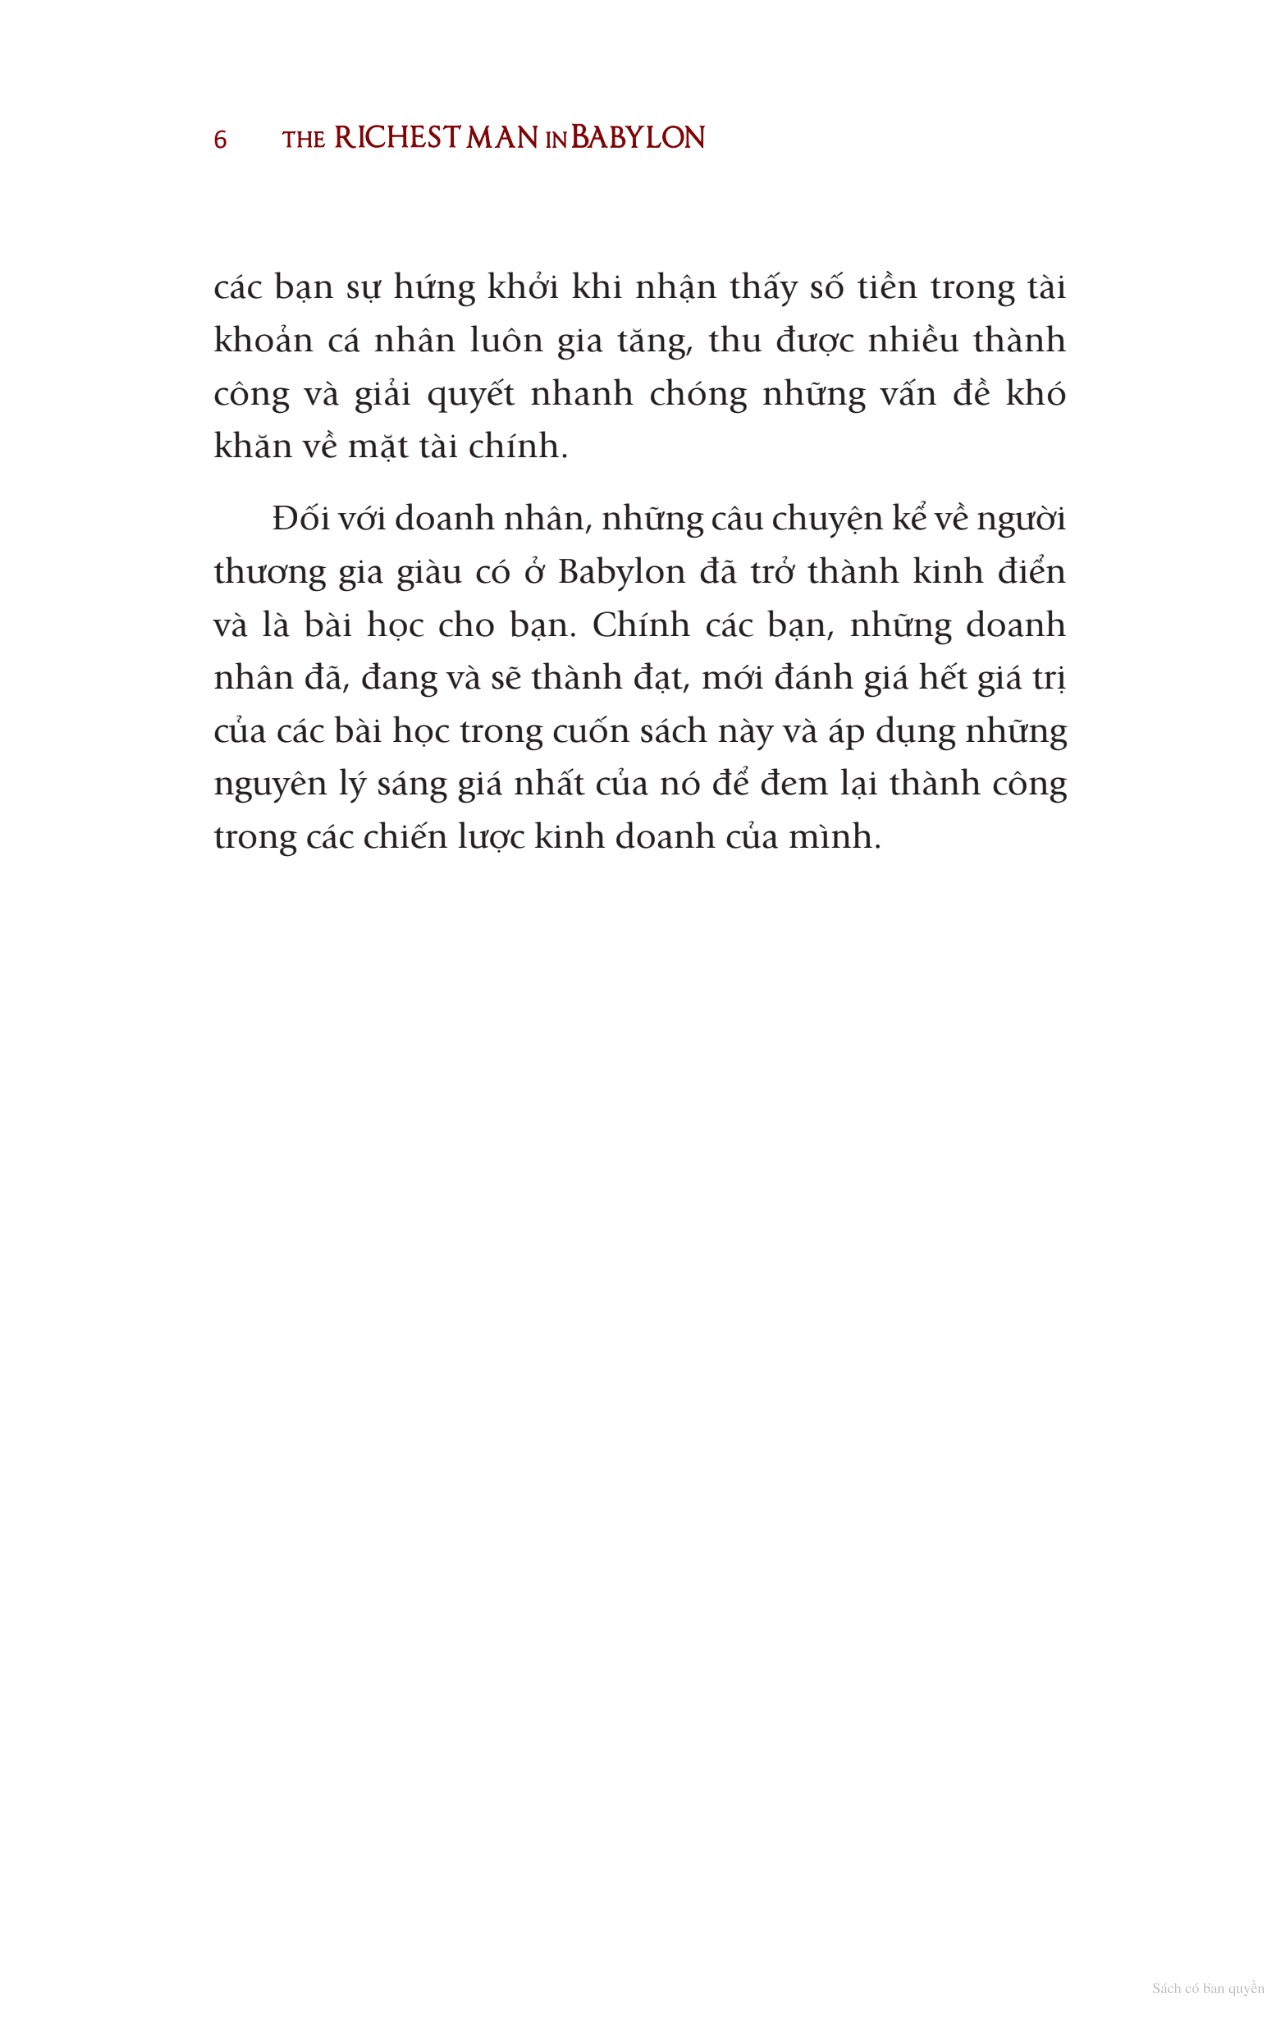 6 THE RICHEST MAN IN BABYLON
các bạn sự hứng khởi khi nhận thấy số tiền trong tài
khoản cá nhân luôn gia tăng, thu được nhiều thành
công và giải quyết nhanh chóng những vấn đề khó
khăn về mặt tài chính.
Đối với doanh nhân, những câu chuyện kể về người
thương gia giàu có ở Babylon đã trở thành kinh điển
và là bài học cho bạn. Chính các bạn, những doanh
nhân đã, đang và sẽ thành đạt, mới đánh giá hết giá trị
của các bài học trong cuốn sách này và áp dụng những
nguyên lý sáng giá nhất của nó để đem lại thành công
trong các chiến lược kinh doanh của mình.
Sách có bản quyền